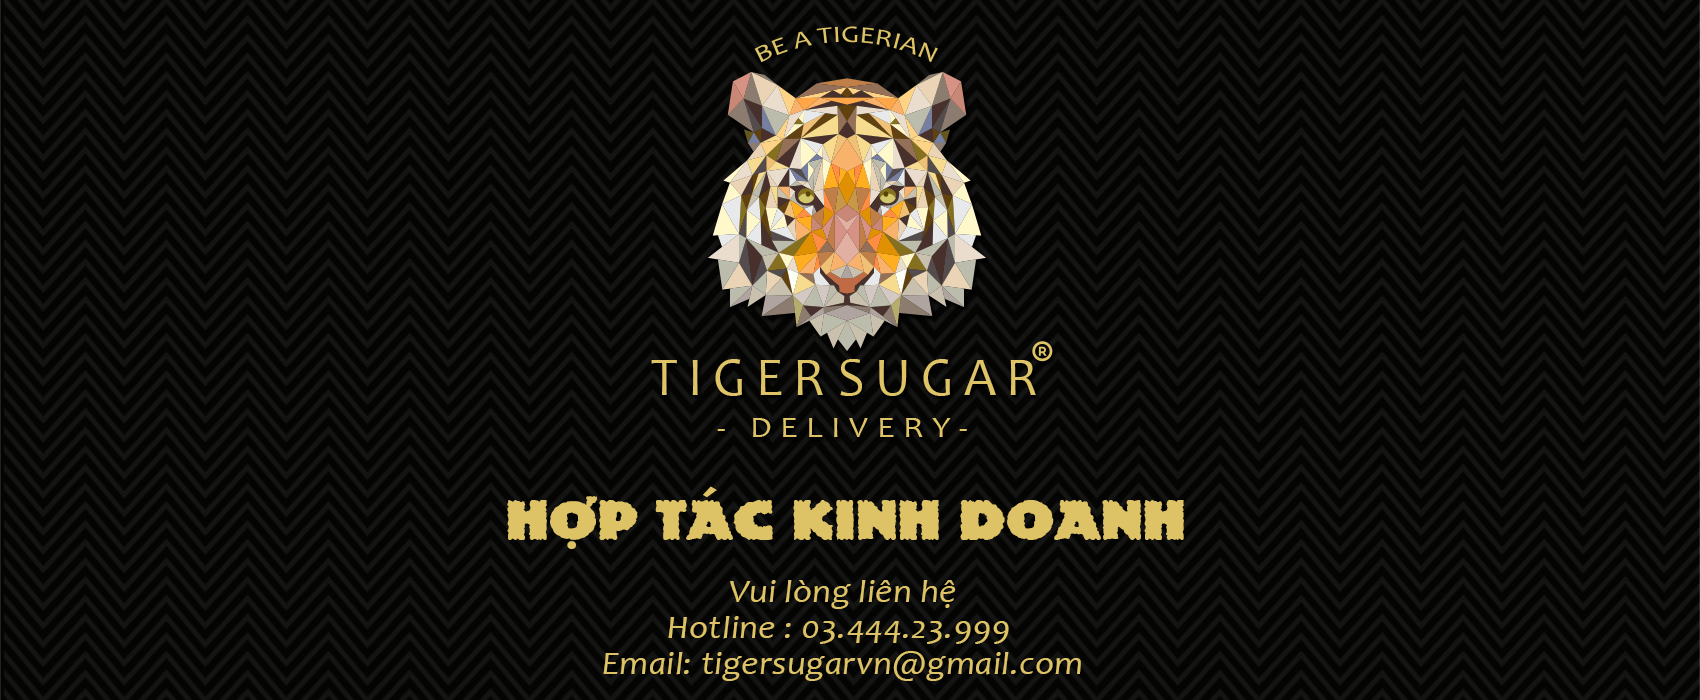 BE A TIGERIAN
TIGERSUGAR®
- DELIVERY-
HỢP TÁC KINH DOANH
Vui lòng liên hệ
Hotline : 03.444.23.999
Email: tigersugarvn@gmail.com